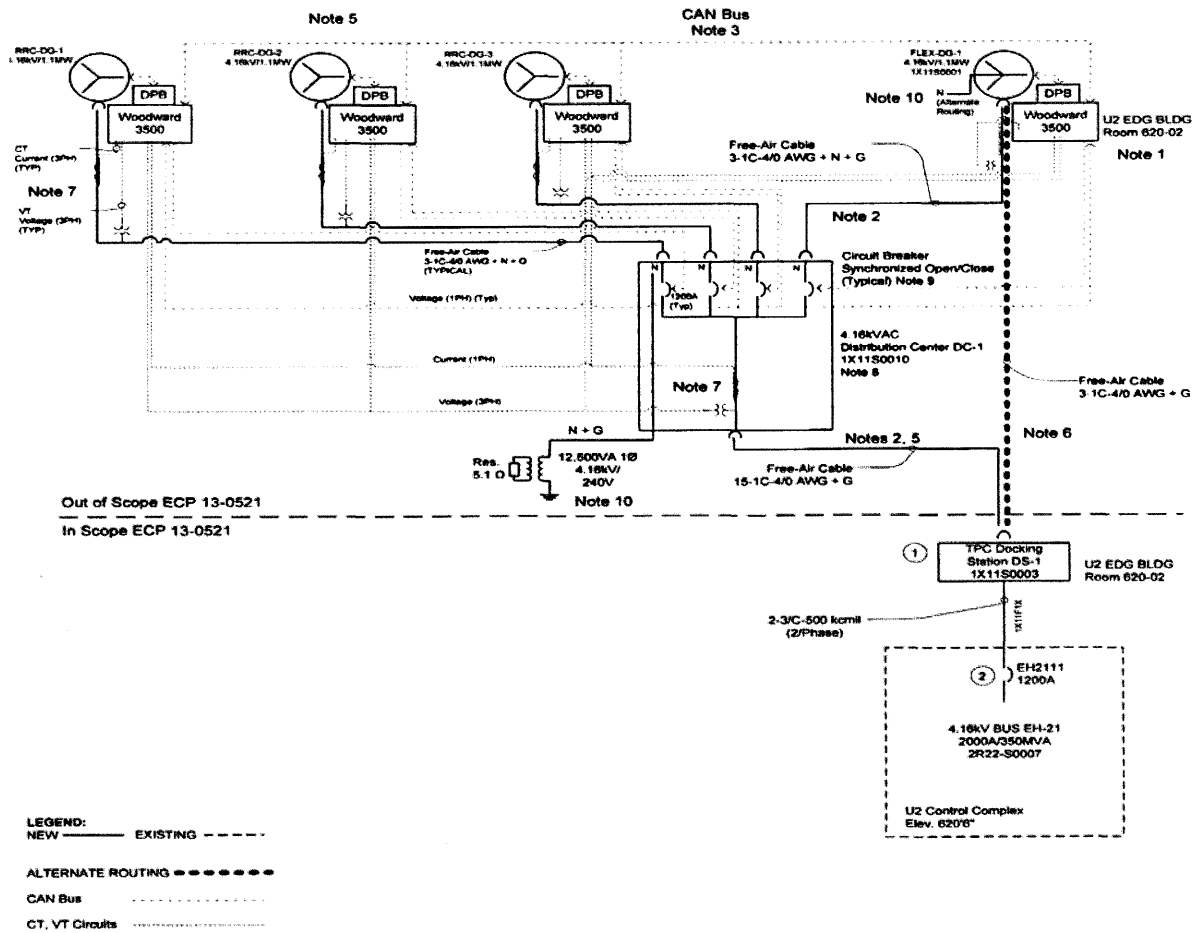 Note 5
CAN Bus
Note 3
RRC-DG-1
4.16kV/1.1MW
RRC-DG-2
4.16kV/1.1MW
RRC-DG-3
4.16kV/1.1MW
FLEX-DG-1
4.16kV/1.1MW
1X11S0001
DPB
Woodward
3500
DPB
Woodward
3500
DPB
Woodward
3500
DPB
Woodward
3500
Note 10
N
(Alternate
Routing)
U2 EDG BLDG
Room 620-02
Note 1
CT
Current (3PH)
(TYP)
Note 7
VT
Voltage (3PH)
(TYP)
Free-Air Cable
3-1C-4/0 AWG + N + G
Note 2
Free-Air Cable
3-1C-4/0 AWG + N + G
(TYPICAL)
N
N
N
N
Circuit Breaker
Synchronized Open/Close
(Typical) Note 9
1200A
(Typ)
Voltage (1PH) (Typ)
4.16kVAC
Distribution Center DC-1
1X11S0010
Note 8
Current (1PH)
Note 7
Voltage (3PH)
Free-Air Cable
3-1C-4/0 AWG + G
N + G
Notes 2, 5
Note 6
Res.
5.1 Ω
12,500VA 1Ø
4.16kV/
240V
Note 10
Free-Air Cable
15-1C-4/0 AWG + G
Out of Scope ECP 13-0521
In Scope ECP 13-0521
1
TPC Docking
Station DS-1
1X11S0003
U2 EDG BLDG
Room 620-02
2-3/C-500 kcmil
(2/Phase)
1X11F1X
2
EH2111
1200A
4.16kV BUS EH-21
2000A/350MVA
2R22-S0007
U2 Control Complex
Elev. 620'6"
LEGEND:
NEW EXISTING
ALTERNATE ROUTING
CAN Bus
CT, VT Circuits